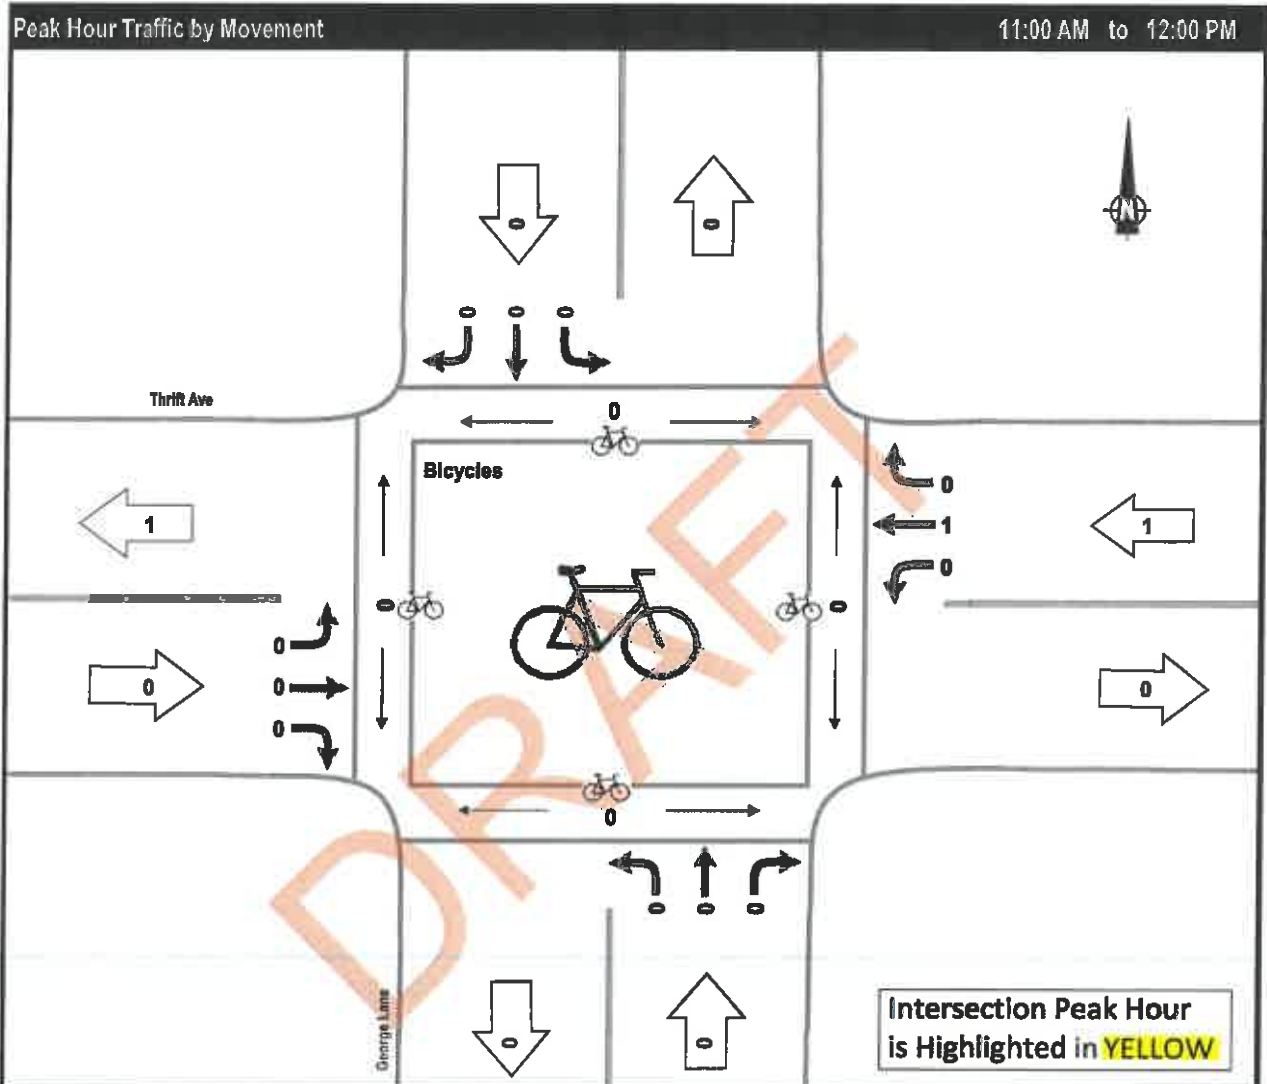 Peak Hour Traffic by Movement 11:00 AM to 12:00 PM
0 0
0 0 0
N
Thrift Ave
0
Bicycles
0
1 1 1
0
0 0
0
0 0 0
0
DRAFT
0
0 0 0
George Lane
0 0
Intersection Peak Hour
is Highlighted in YELLOW